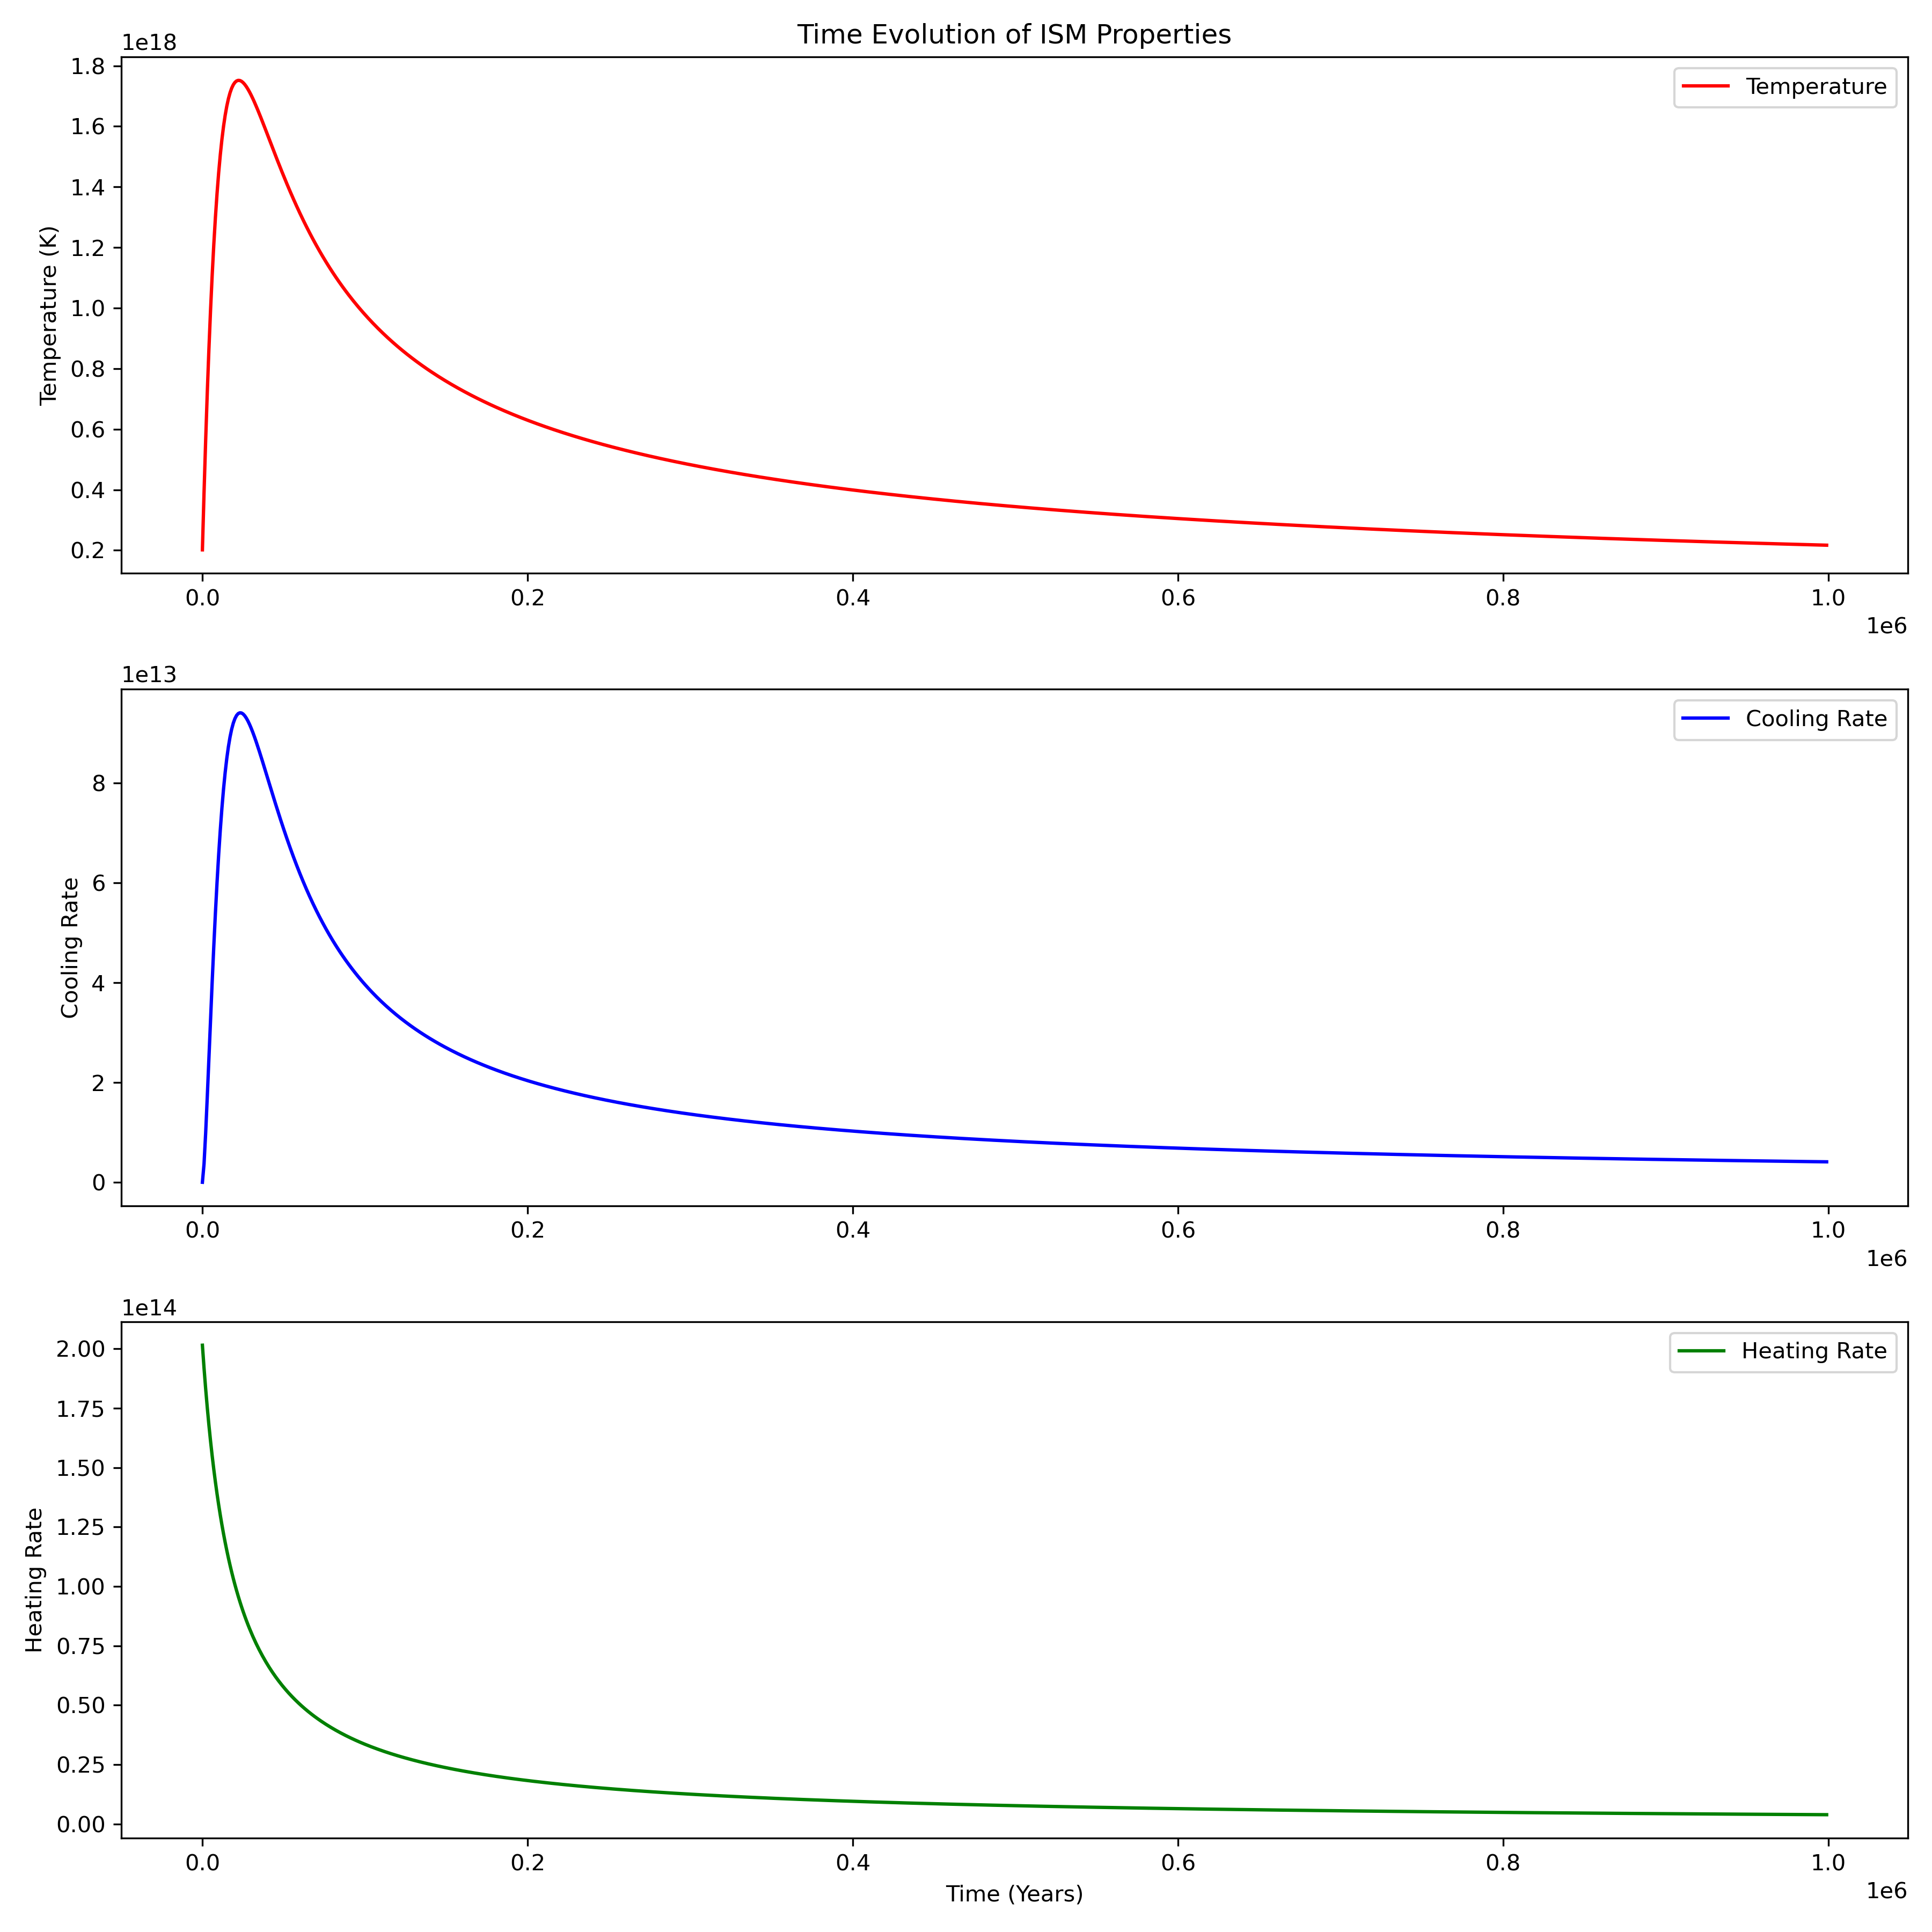 Time Evolution of ISM Properties
1e18
Temperature (K)
1.8
1.6
1.4
1.2
1.0
0.8
0.6
0.4
0.2
Temperature
0.0 0.2 0.4 0.6 0.8 1.0
1e6
1e13
Cooling Rate
8
6
4
2
0
Cooling Rate
0.0 0.2 0.4 0.6 0.8 1.0
1e6
1e14
Heating Rate
2.00
1.75
1.50
1.25
1.00
0.75
0.50
0.25
0.00
Heating Rate
0.0 0.2 0.4 0.6 0.8 1.0
Time (Years)
1e6